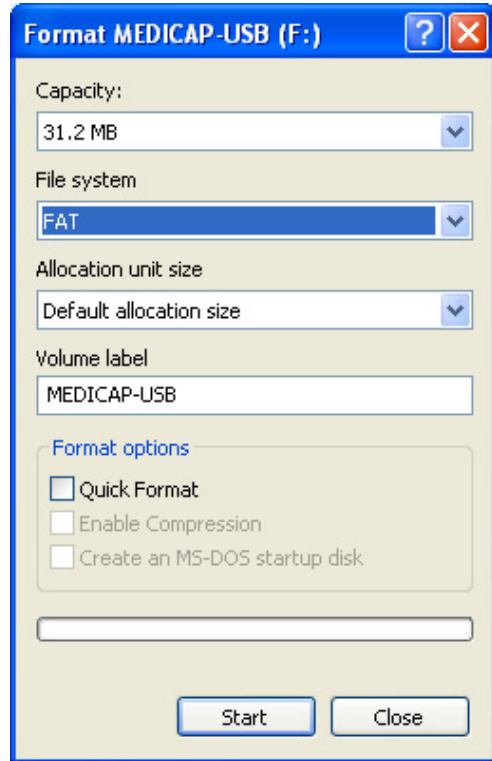 Format MEDICAP-USB (F:)
Capacity:
31.2 MB
File system
FAT
Allocation unit size
Default allocation size
Volume label
MEDICAP-USB
Format options
Quick Format
Enable Compression
Create an MS-DOS startup disk
Start Close